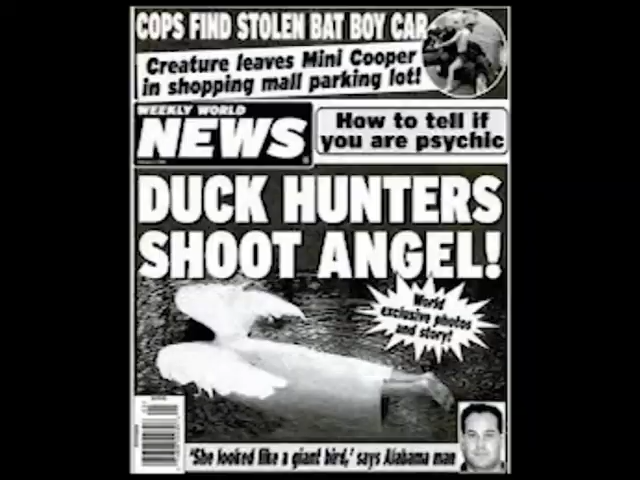 COPS FIND STOLEN BAT BOY CAR
Creature leaves Mini Cooper
in shopping mall parking lot!
WEEKLY WORLD
NEWS
How to tell if
you are psychic
DUCK HUNTERS
SHOOT ANGEL!
World
exclusive photos
and story!
'She looked like a giant bird,' says Alabama man